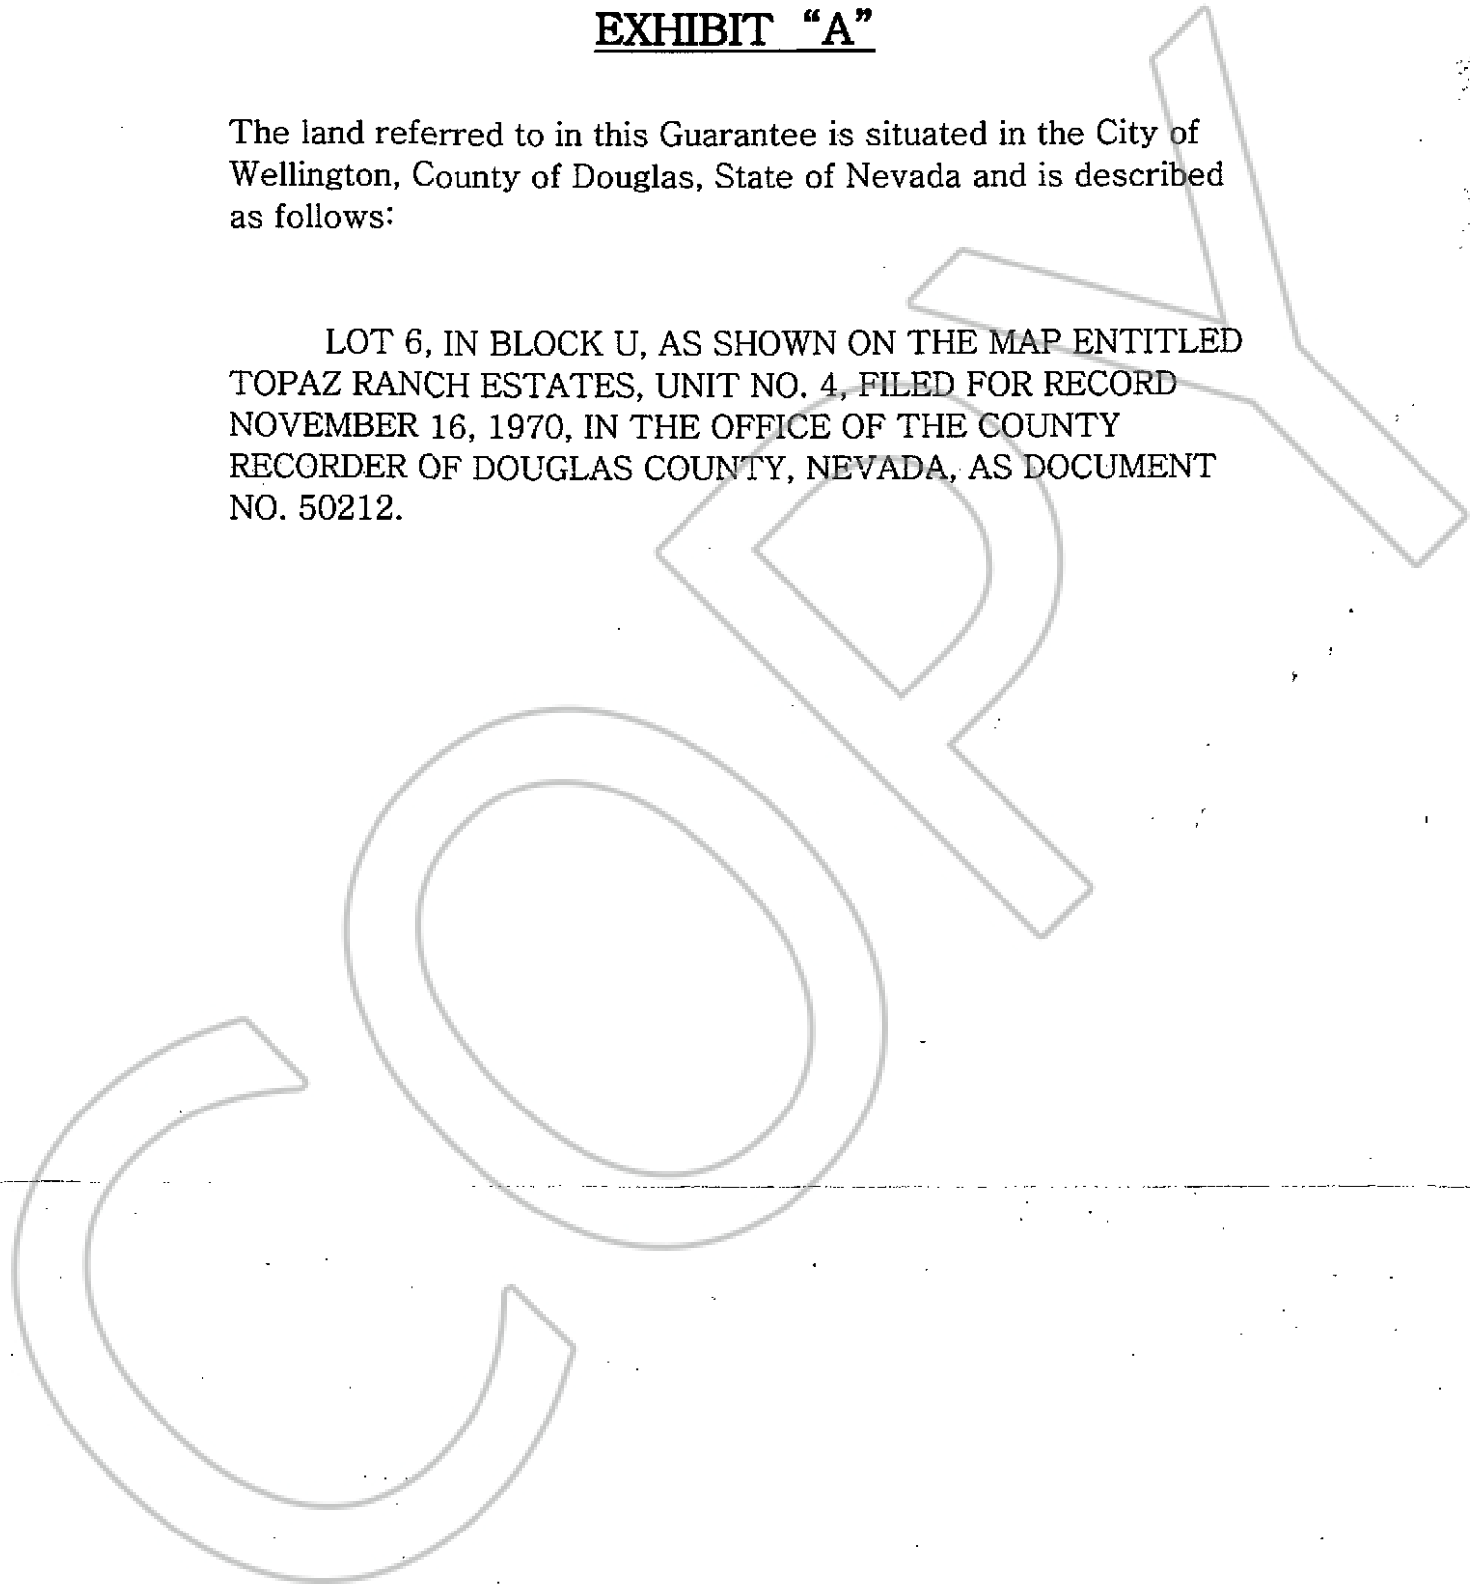 EXHIBIT “A”
The land referred to in this Guarantee is situated in the City of
Wellington, County of Douglas, State of Nevada and is described
as follows:
LOT 6, IN BLOCK U, AS SHOWN ON THE MAP ENTITLED
TOPAZ RANCH ESTATES, UNIT NO. 4, FILED FOR RECORD
NOVEMBER 16, 1970, IN THE OFFICE OF THE COUNTY
RECORDER OF DOUGLAS COUNTY, NEVADA, AS DOCUMENT
NO. 50212.
COPY